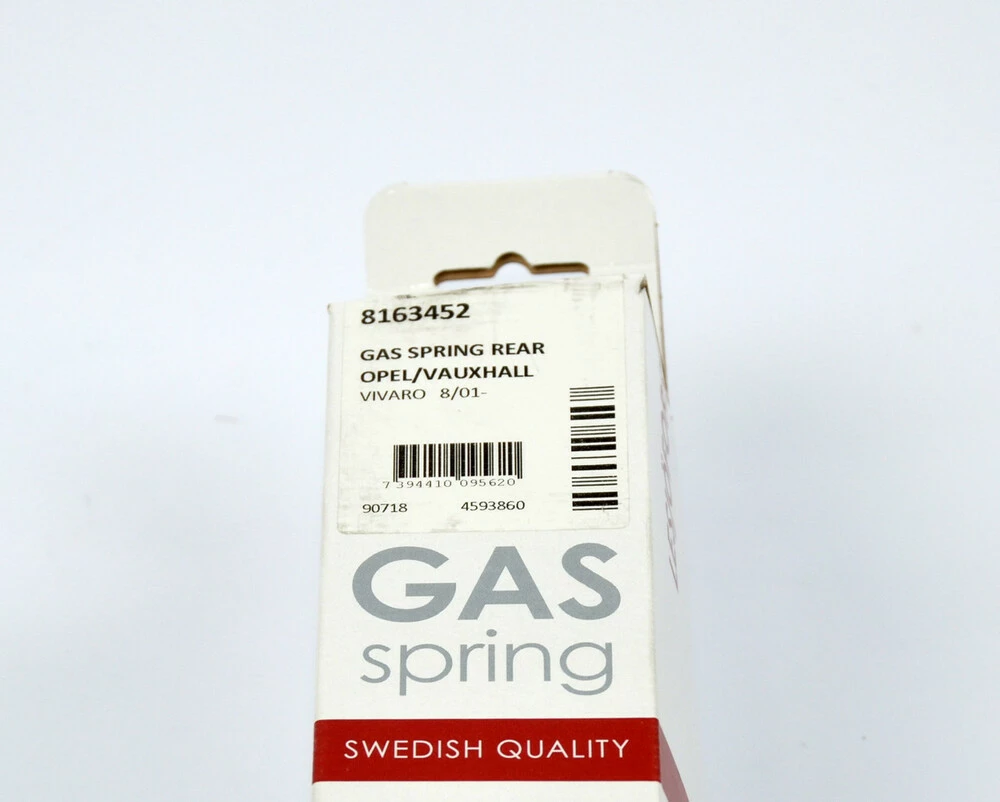 8163452
GAS SPRING REAR
OPEL/VAUXHALL
VIVARO 8/01-
7 394410 095620
90718 4593860
GAS
spring
SWEDISH QUALITY